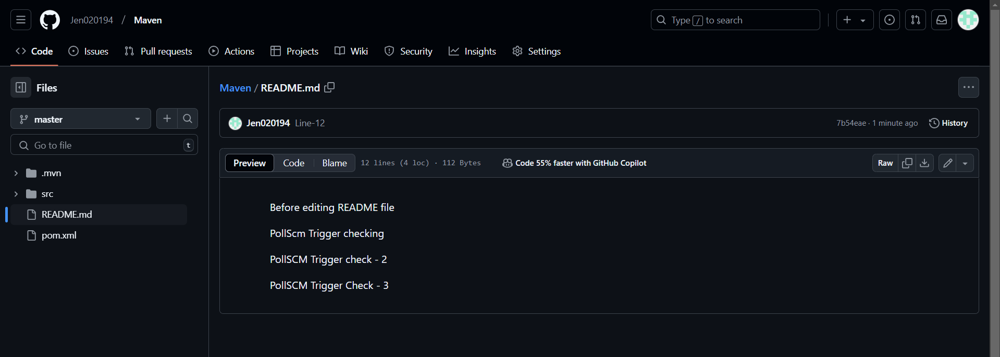 Jen020194 / Maven
Type / to search
Code Issues Pull requests Actions Projects Wiki Security Insights Settings
Files
master
Go to file t
.mvn
src
README.md
pom.xml
Maven / README.md
Jen020194 Line-12
7b54eae · 1 minute ago History
Preview Code Blame 12 lines (4 loc) · 112 Bytes Code 55% faster with GitHub Copilot Raw
Before editing README file
PollScm Trigger checking
PollSCM Trigger check - 2
PollSCM Trigger Check - 3